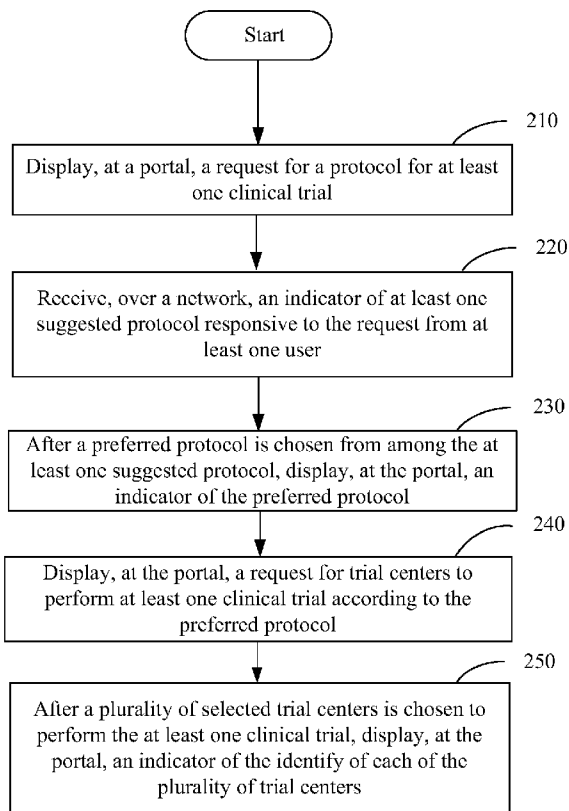 Start
210
Display, at a portal, a request for a protocol for at least
one clinical trial
220
Receive, over a network, an indicator of at least one
suggested protocol responsive to the request from at
least one user
230
After a preferred protocol is chosen from among the at
least one suggested protocol, display, at the portal, an
indicator of the preferred protocol
240
Display, at the portal, a request for trial centers to
perform at least one clinical trial according to the
preferred protocol
250
After a plurality of selected trial centers is chosen to
perform the at least one clinical trial, display, at the
portal, an indicator of the identify of each of the
plurality of trial centers